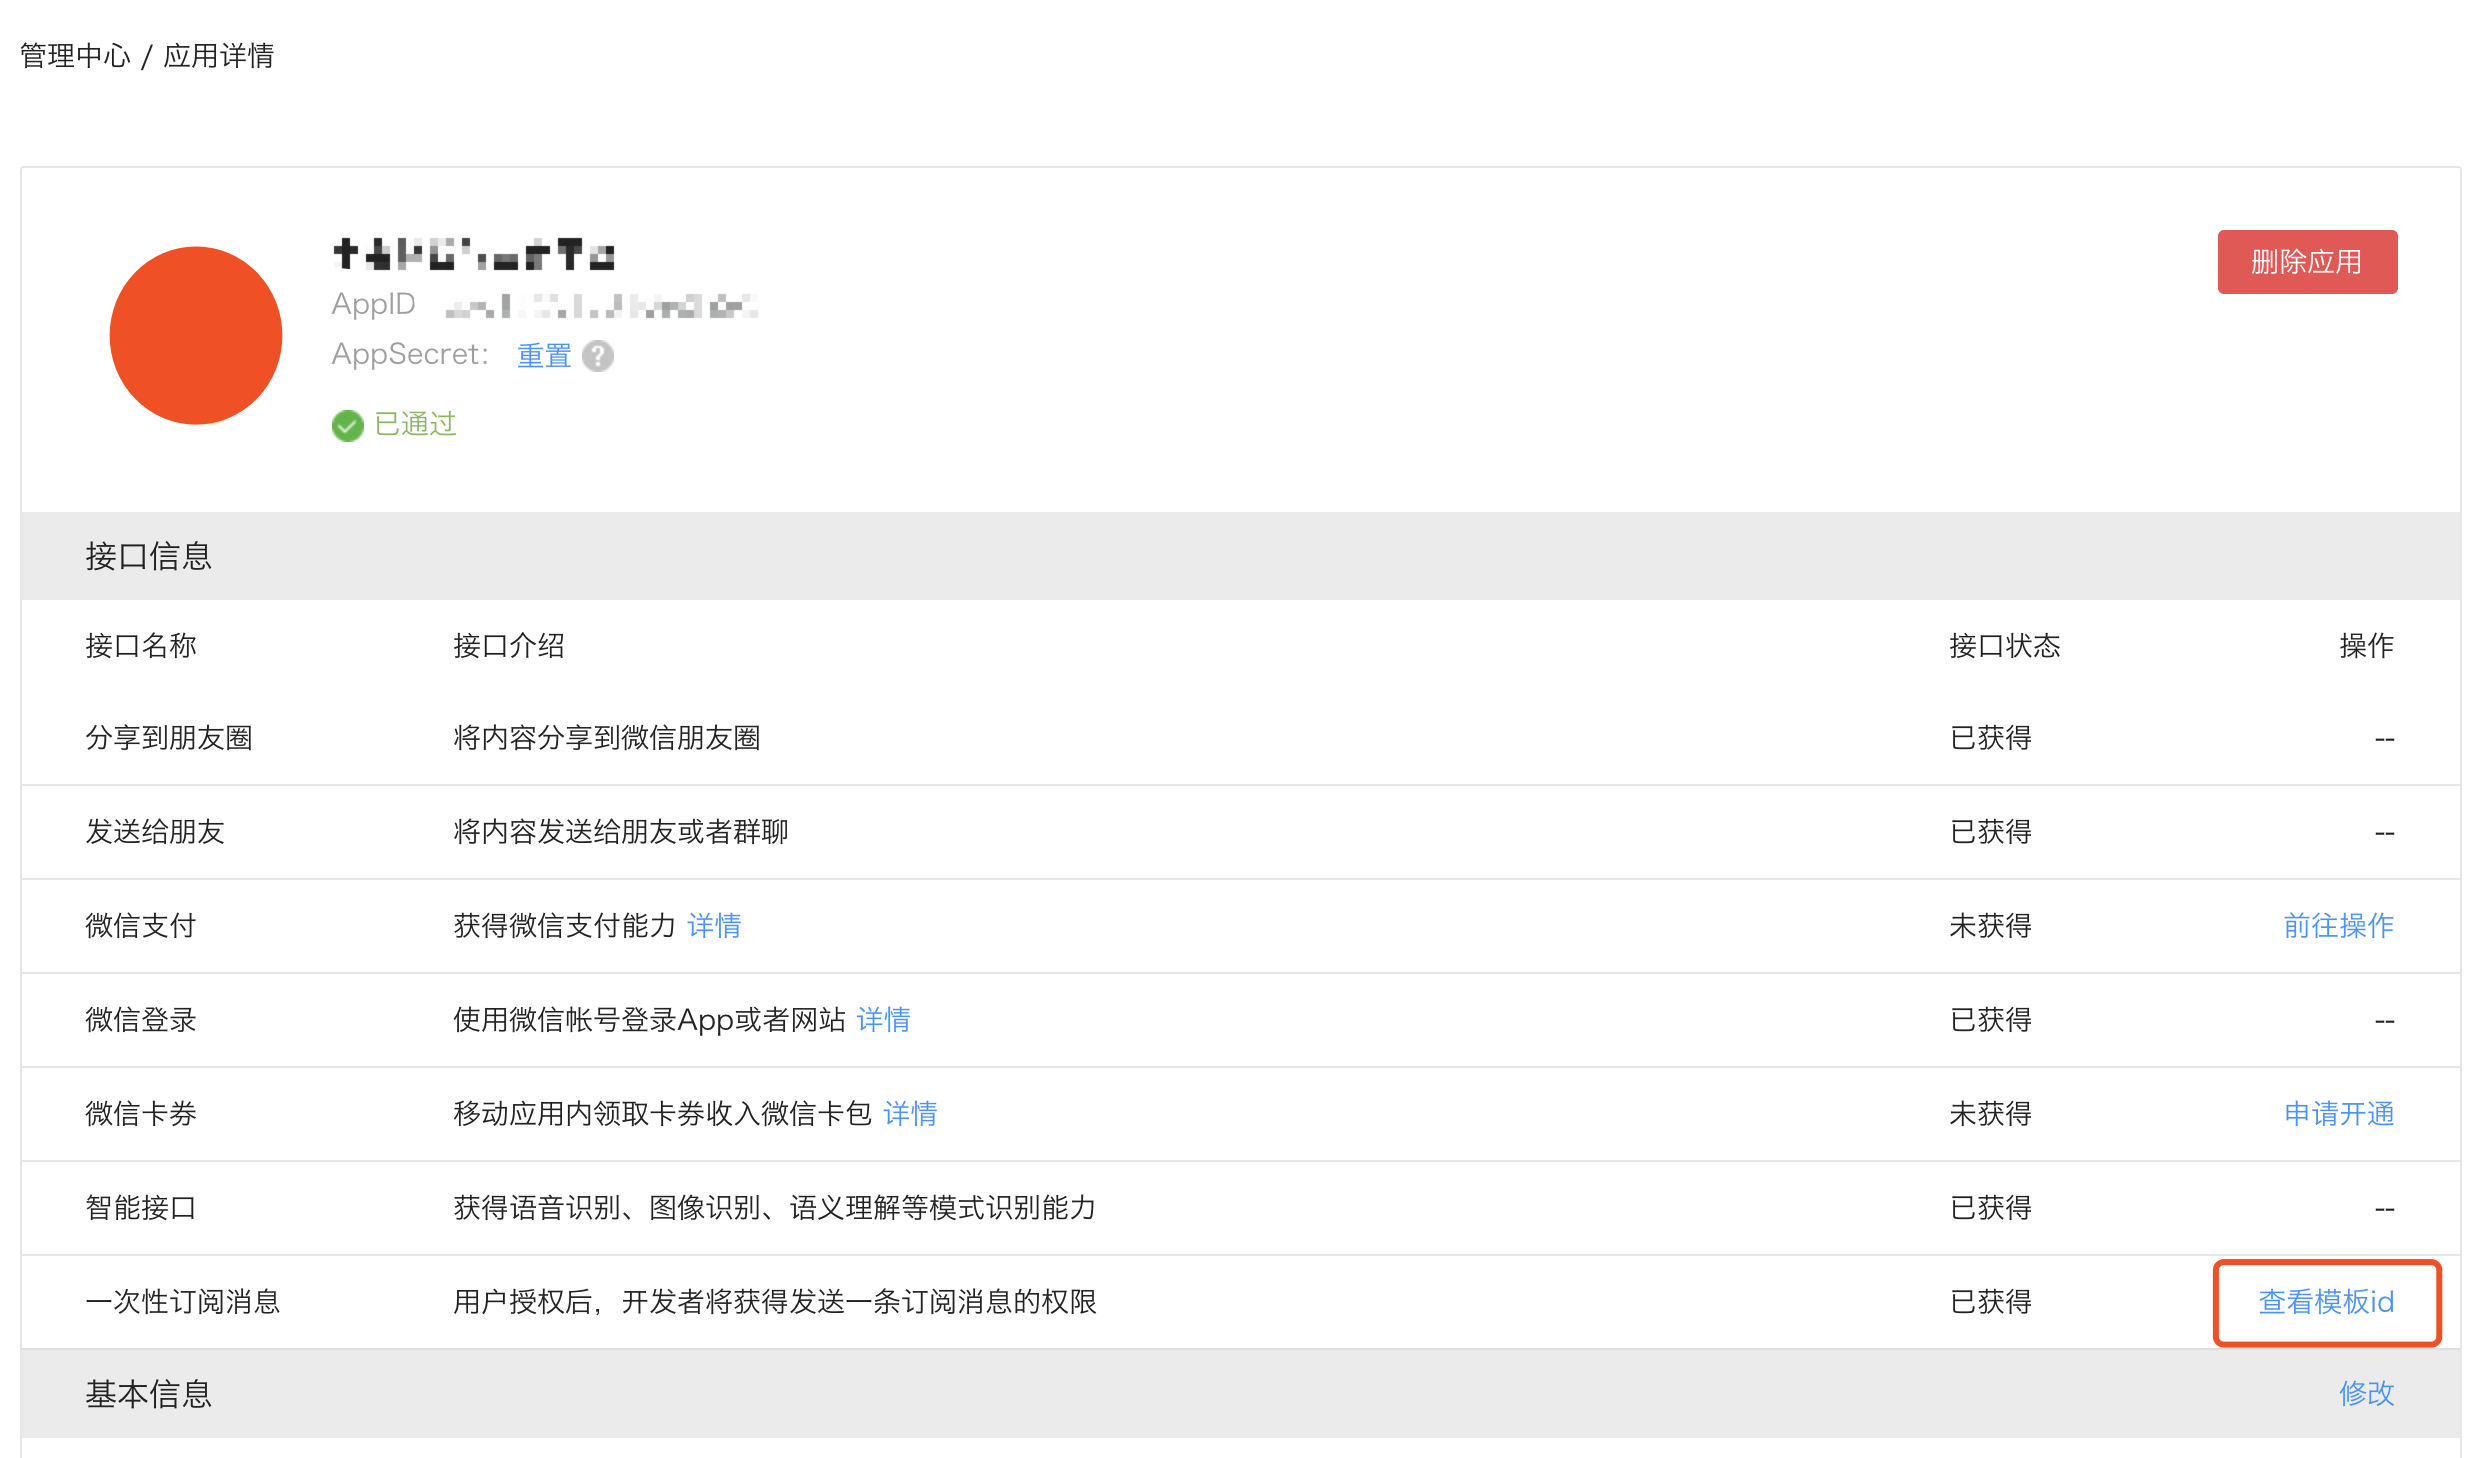 管理中心 / 应用详情
删除应用
AppID
AppSecret: 重置
已通过
接口信息
接口名称 接口介绍 接口状态 操作
分享到朋友圈 将内容分享到微信朋友圈 已获得 --
发送给朋友 将内容发送给朋友或者群聊 已获得 --
微信支付 获得微信支付能力 详情 未获得 前往操作
微信登录 使用微信帐号登录App或者网站 详情 已获得 --
微信卡券 移动应用内领取卡券收入微信卡包 详情 未获得 申请开通
智能接口 获得语音识别、图像识别、语义理解等模式识别能力 已获得 --
一次性订阅消息 用户授权后，开发者将获得发送一条订阅消息的权限 已获得 查看模板id
基本信息 修改